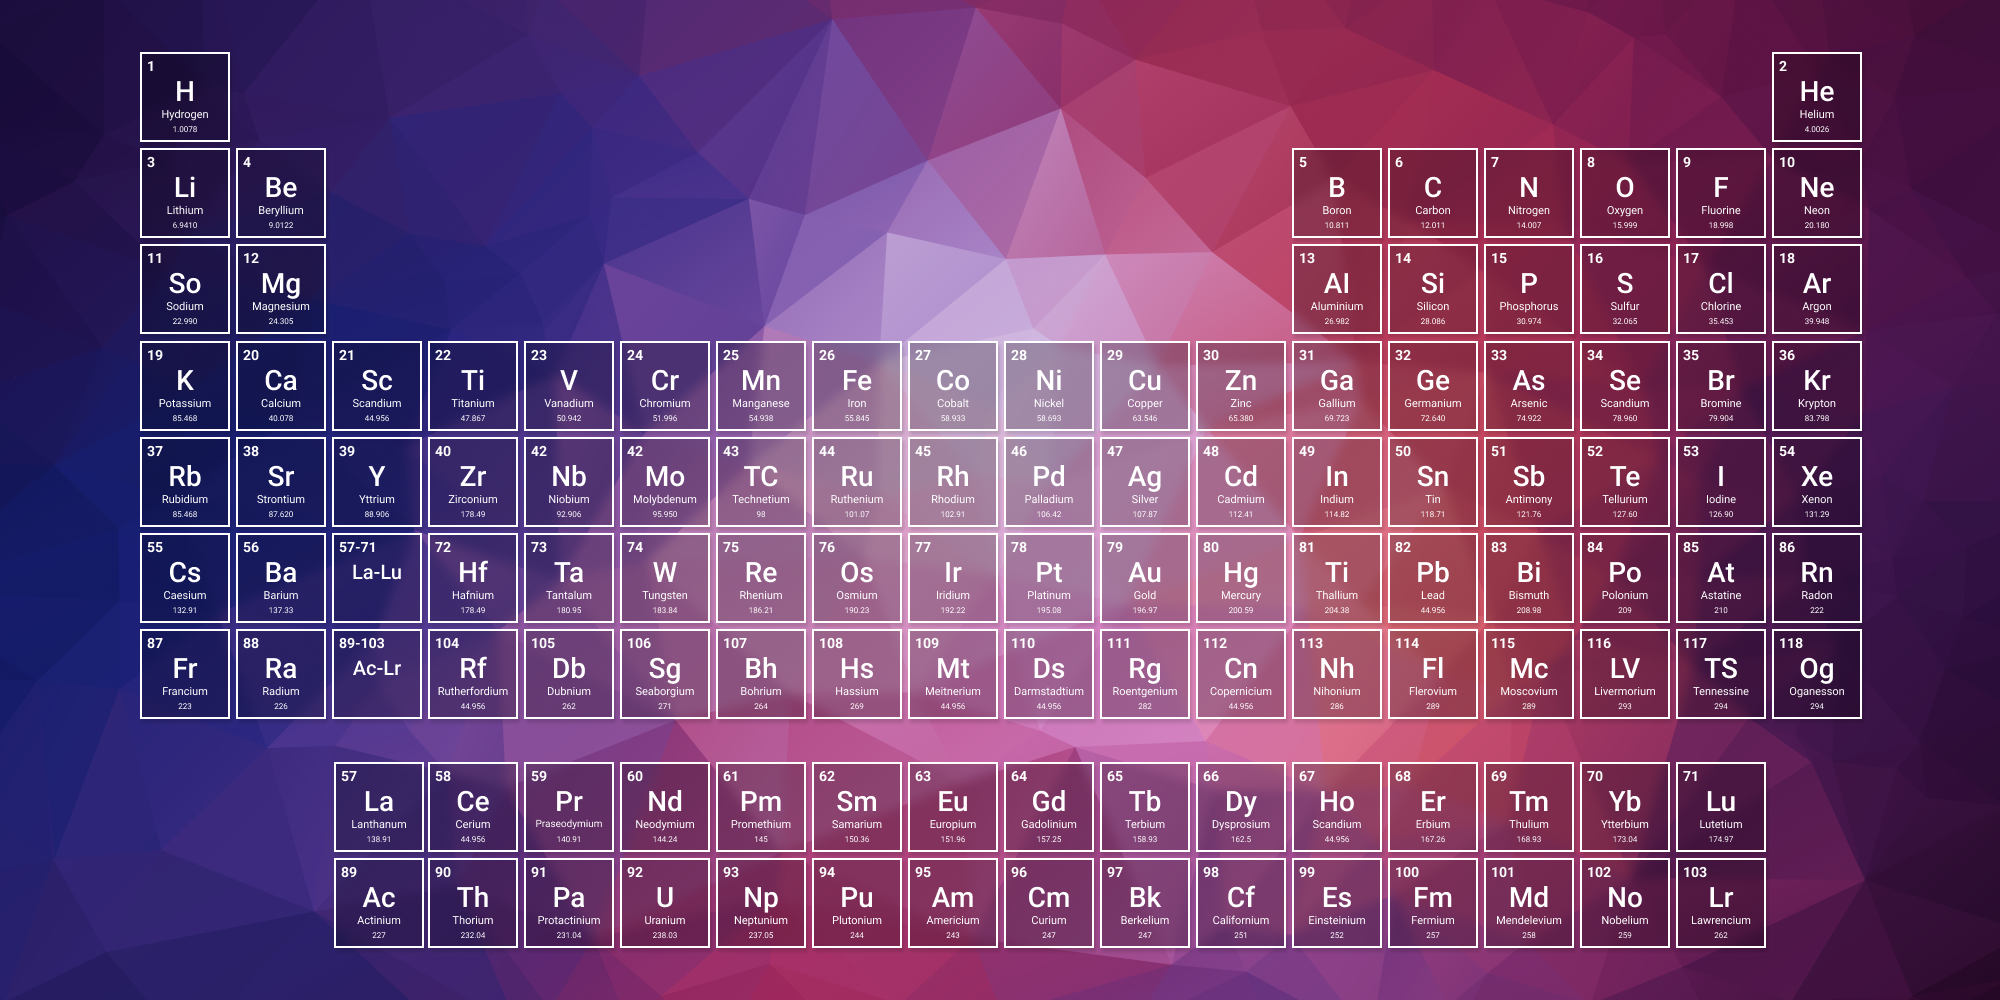 1
H
Hydrogen
1.0078
2
He
Helium
4.0026
3
Li
Lithium
6.9410
4
Be
Beryllium
9.0122
5
B
Boron
10.811
6
C
Carbon
12.011
7
N
Nitrogen
14.007
8
O
Oxygen
15.999
9
F
Fluorine
18.998
10
Ne
Neon
20.180
11
So
Sodium
22.990
12
Mg
Magnesium
24.305
13
Al
Aluminium
26.982
14
Si
Silicon
28.086
15
P
Phosphorus
30.974
16
S
Sulfur
32.065
17
Cl
Chlorine
35.453
18
Ar
Argon
39.948
19
K
Potassium
85.468
20
Ca
Calcium
40.078
21
Sc
Scandium
44.956
22
Ti
Titanium
47.867
23
V
Vanadium
50.942
24
Cr
Chromium
51.996
25
Mn
Manganese
54.938
26
Fe
Iron
55.845
27
Co
Cobalt
58.933
28
Ni
Nickel
58.693
29
Cu
Copper
63.546
30
Zn
Zinc
65.380
31
Ga
Gallium
69.723
32
Ge
Germanium
72.640
33
As
Arsenic
74.922
34
Se
Scandium
78.960
35
Br
Bromine
79.904
36
Kr
Krypton
83.798
37
Rb
Rubidium
85.468
38
Sr
Strontium
87.620
39
Y
Yttrium
88.906
40
Zr
Zirconium
178.49
42
Nb
Niobium
92.906
42
Mo
Molybdenum
95.950
43
TC
Technetium
98
44
Ru
Ruthenium
101.07
45
Rh
Rhodium
102.91
46
Pd
Palladium
106.42
47
Ag
Silver
107.87
48
Cd
Cadmium
112.41
49
In
Indium
114.82
50
Sn
Tin
118.71
51
Sb
Antimony
121.76
52
Te
Tellurium
127.60
53
I
Iodine
126.90
54
Xe
Xenon
131.29
55
Cs
Caesium
132.91
56
Ba
Barium
137.33
57-71
La-Lu
72
Hf
Hafnium
178.49
73
Ta
Tantalum
180.95
74
W
Tungsten
183.84
75
Re
Rhenium
186.21
76
Os
Osmium
190.23
77
Ir
Iridium
192.22
78
Pt
Platinum
195.08
79
Au
Gold
196.97
80
Hg
Mercury
200.59
81
Ti
Thallium
204.38
82
Pb
Lead
44.956
83
Bi
Bismuth
208.98
84
Po
Polonium
209
85
At
Astatine
210
86
Rn
Radon
222
87
Fr
Francium
223
88
Ra
Radium
226
89-103
Ac-Lr
104
Rf
Rutherfordium
44.956
105
Db
Dubnium
262
106
Sg
Seaborgium
271
107
Bh
Bohrium
264
108
Hs
Hassium
269
109
Mt
Meitnerium
44.956
110
Ds
Darmstadtium
44.956
111
Rg
Roentgenium
282
112
Cn
Copernicium
44.956
113
Nh
Nihonium
286
114
Fl
Flerovium
289
115
Mc
Moscovium
289
116
LV
Livermorium
293
117
TS
Tennessine
294
118
Og
Oganesson
294
57
La
Lanthanum
138.91
58
Ce
Cerium
44.956
59
Pr
Praseodymium
140.91
60
Nd
Neodymium
144.24
61
Pm
Promethium
145
62
Sm
Samarium
150.36
63
Eu
Europium
151.96
64
Gd
Gadolinium
157.25
65
Tb
Terbium
158.93
66
Dy
Dysprosium
162.5
67
Ho
Scandium
44.956
68
Er
Erbium
167.26
69
Tm
Thulium
168.93
70
Yb
Ytterbium
173.04
71
Lu
Lutetium
174.97
89
Ac
Actinium
227
90
Th
Thorium
232.04
91
Pa
Protactinium
231.04
92
U
Uranium
238.03
93
Np
Neptunium
237.05
94
Pu
Plutonium
244
95
Am
Americium
243
96
Cm
Curium
247
97
Bk
Berkelium
247
98
Cf
Californium
251
99
Es
Einsteinium
252
100
Fm
Fermium
257
101
Md
Mendelevium
258
102
No
Nobelium
259
103
Lr
Lawrencium
262